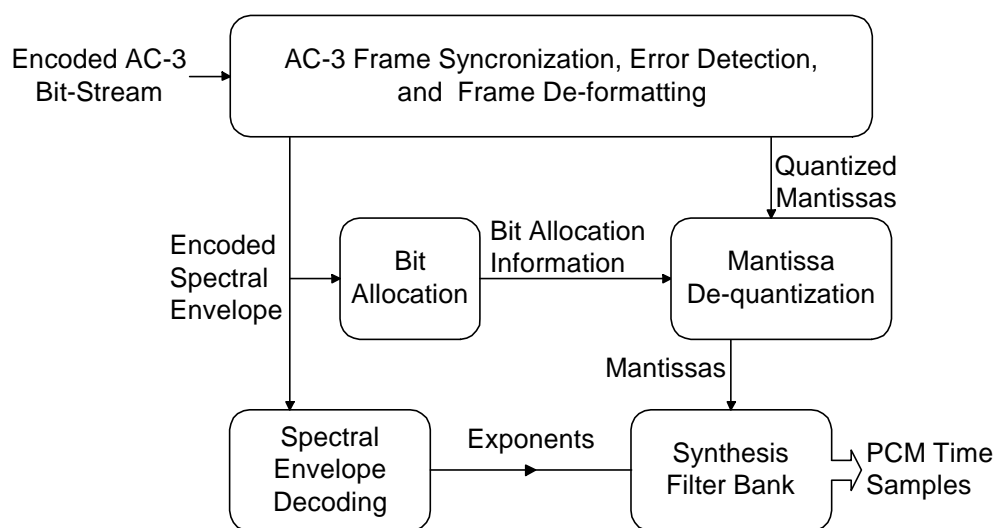 Encoded AC-3
Bit-Stream
AC-3 Frame Syncronization, Error Detection,
and Frame De-formatting
Quantized
Mantissas
Encoded
Spectral
Envelope
Bit
Allocation
Bit Allocation
Information
Mantissa
De-quantization
Mantissas
Spectral
Envelope
Decoding
Exponents
Synthesis
Filter Bank
PCM Time
Samples